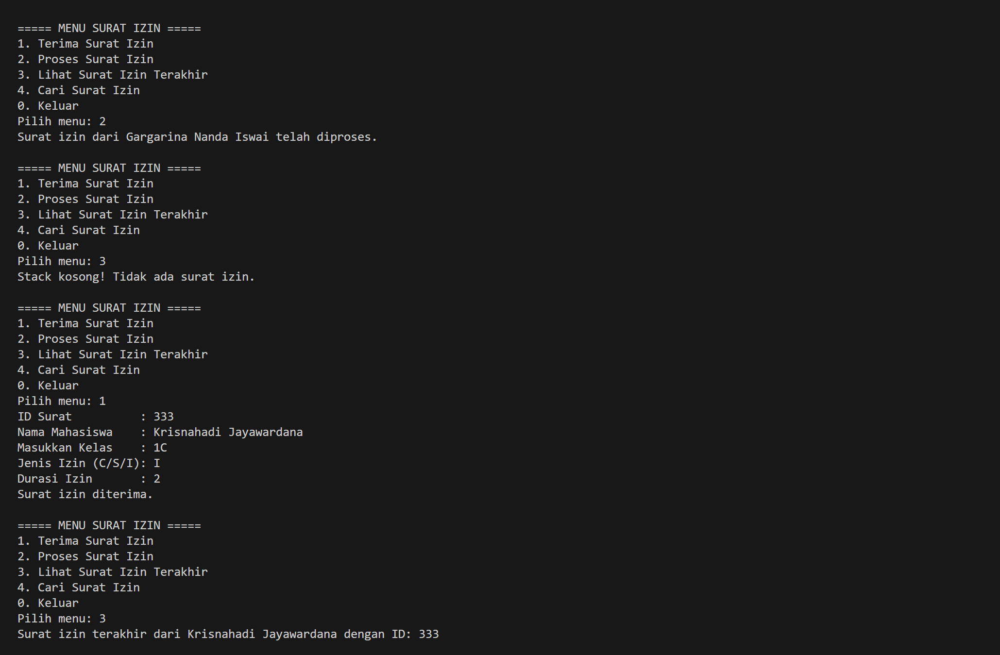 ===== MENU SURAT IZIN =====
1. Terima Surat Izin
2. Proses Surat Izin
3. Lihat Surat Izin Terakhir
4. Cari Surat Izin
0. Keluar
Pilih menu: 2
Surat izin dari Gargarina Nanda Iswai telah diproses.

===== MENU SURAT IZIN =====
1. Terima Surat Izin
2. Proses Surat Izin
3. Lihat Surat Izin Terakhir
4. Cari Surat Izin
0. Keluar
Pilih menu: 3
Stack kosong! Tidak ada surat izin.

===== MENU SURAT IZIN =====
1. Terima Surat Izin
2. Proses Surat Izin
3. Lihat Surat Izin Terakhir
4. Cari Surat Izin
0. Keluar
Pilih menu: 1
ID Surat          : 333
Nama Mahasiswa    : Krisnahadi Jayawardana
Masukkan Kelas    : 1C
Jenis Izin (C/S/I): I
Durasi Izin       : 2
Surat izin diterima.

===== MENU SURAT IZIN =====
1. Terima Surat Izin
2. Proses Surat Izin
3. Lihat Surat Izin Terakhir
4. Cari Surat Izin
0. Keluar
Pilih menu: 3
Surat izin terakhir dari Krisnahadi Jayawardana dengan ID: 333